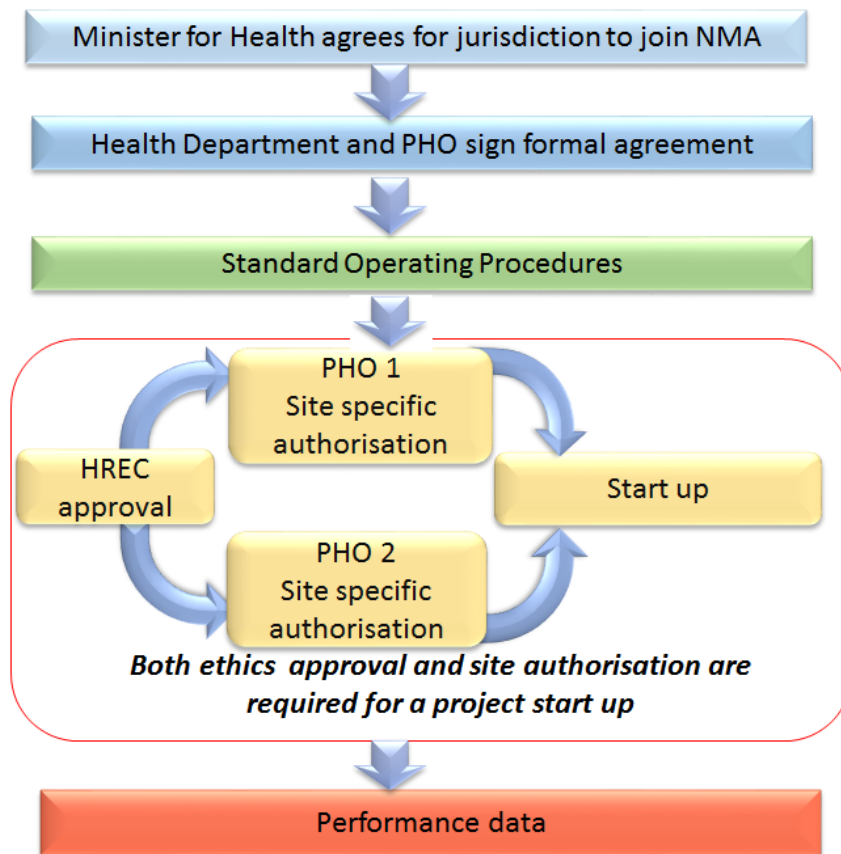 Minister for Health agrees for jurisdiction to join NMA
Health Department and PHO sign formal agreement
Standard Operating Procedures
PHO 1
Site specific
authorisation
HREC
approval
Start up
PHO 2
Site specific
authorisation
Both ethics approval and site authorisation are
required for a project start up
Performance data